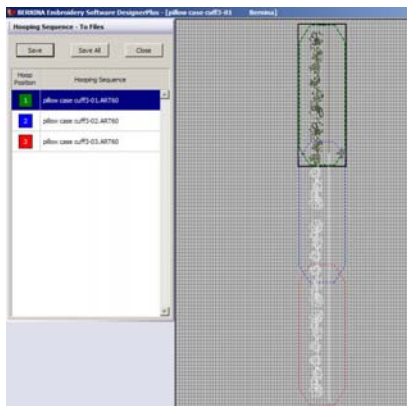 BERNINA Embroidery Software DesignerPlus - [pillow case cuff3-01 Bernina]
Hooping Sequence - To Files
Save Save All Close
Hoop Position Hooping Sequence
1 pillow case cuff3-01.ART60
2 pillow case cuff3-02.ART60
3 pillow case cuff3-03.ART60